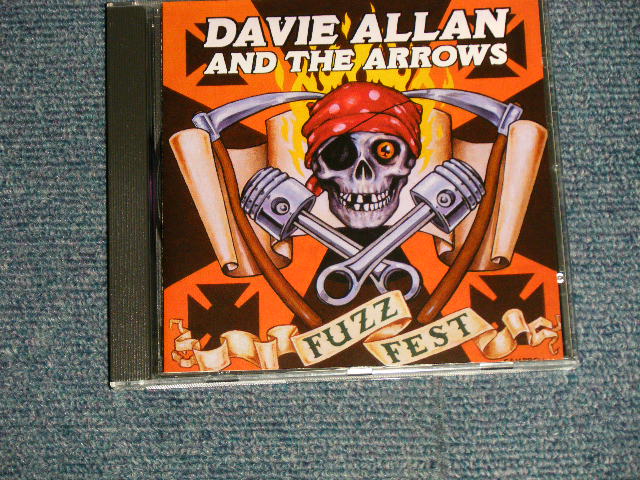 DAVIE ALLAN
AND THE ARROWS
FUZZ
FEST